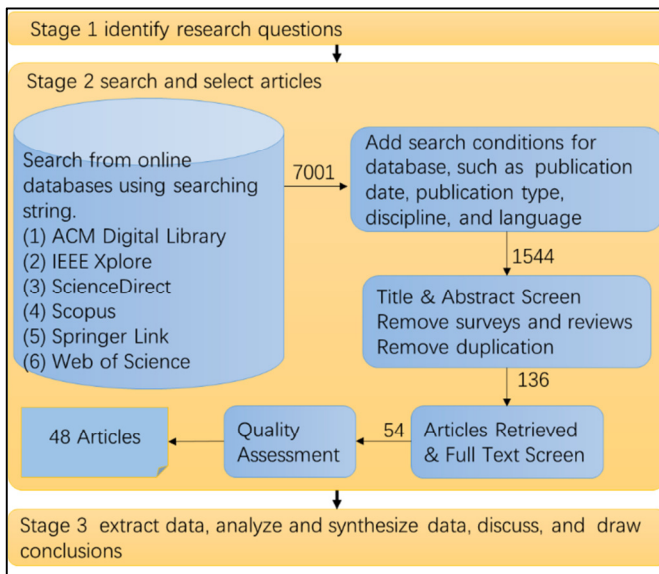 Stage 1 identify research questions
Stage 2 search and select articles
Search from online
databases using searching
string.
(1) ACM Digital Library
(2) IEEE Xplore
(3) ScienceDirect
(4) Scopus
(5) Springer Link
(6) Web of Science
7001
Add search conditions for
database, such as publication
date, publication type,
discipline, and language
1544
Title & Abstract Screen
Remove surveys and reviews
Remove duplication
136
Articles Retrieved
& Full Text Screen
54
Quality
Assessment
48 Articles
Stage 3 extract data, analyze and synthesize data, discuss, and draw
conclusions